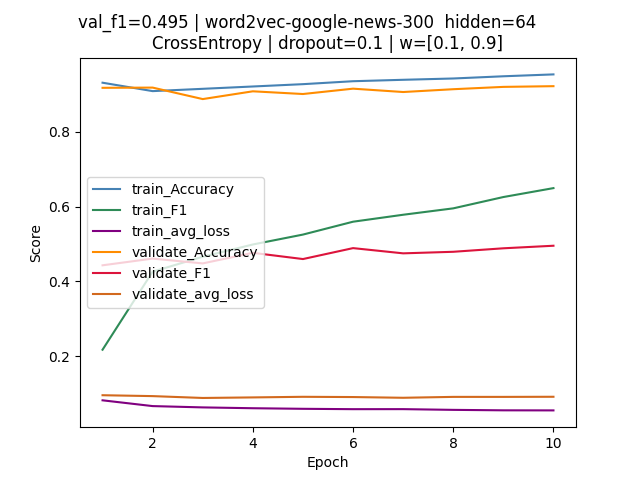 val_f1=0.495 | word2vec-google-news-300  hidden=64
CrossEntropy | dropout=0.1 | w=[0.1, 0.9]
0.8
0.6
0.4
0.2
Score
train_Accuracy
train_F1
train_avg_loss
validate_Accuracy
validate_F1
validate_avg_loss
2 4 6 8 10
Epoch